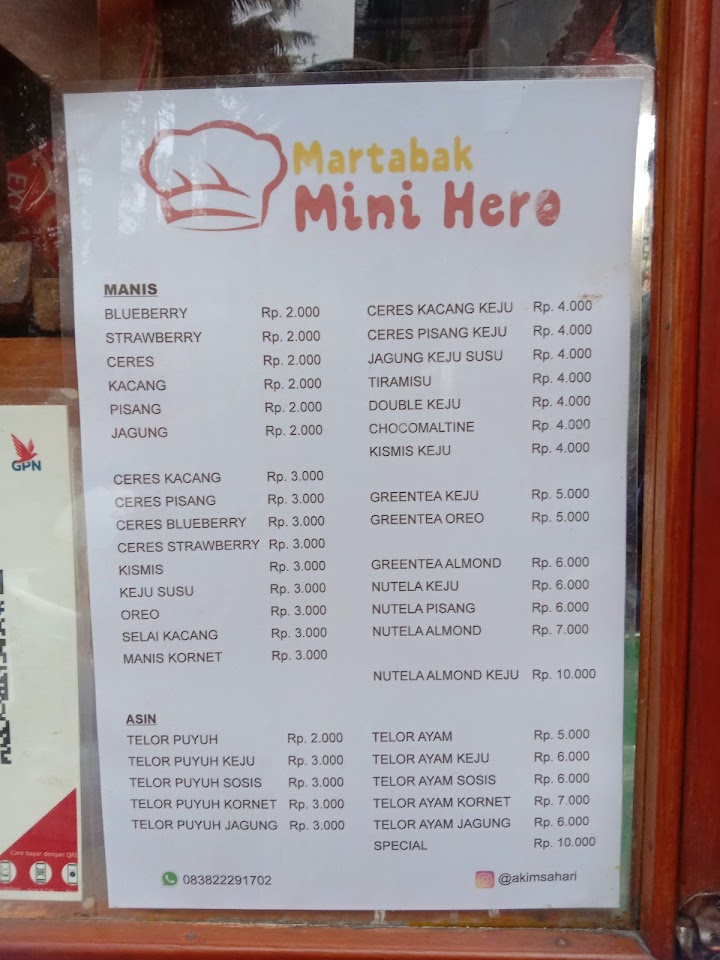 Martabak
Mini Hero
MANIS
BLUEBERRY Rp. 2.000
STRAWBERRY Rp. 2.000
CERES Rp. 2.000
KACANG Rp. 2.000
PISANG Rp. 2.000
JAGUNG Rp. 2.000
CERES KACANG Rp. 3.000
CERES PISANG Rp. 3.000
CERES BLUEBERRY Rp. 3.000
CERES STRAWBERRY Rp. 3.000
KISMIS Rp. 3.000
KEJU SUSU Rp. 3.000
OREO Rp. 3.000
SELAI KACANG Rp. 3.000
MANIS KORNET Rp. 3.000
CERES KACANG KEJU Rp. 4.000
CERES PISANG KEJU Rp. 4.000
JAGUNG KEJU SUSU Rp. 4.000
TIRAMISU Rp. 4.000
DOUBLE KEJU Rp. 4.000
CHOCOMALTINE Rp. 4.000
KISMIS KEJU Rp. 4.000
GREENTEA KEJU Rp. 5.000
GREENTEA OREO Rp. 5.000
GREENTEA ALMOND Rp. 6.000
NUTELA KEJU Rp. 6.000
NUTELA PISANG Rp. 6.000
NUTELA ALMOND Rp. 7.000
NUTELA ALMOND KEJU Rp. 10.000
ASIN
TELOR PUYUH Rp. 2.000
TELOR PUYUH KEJU Rp. 3.000
TELOR PUYUH SOSIS Rp. 3.000
TELOR PUYUH KORNET Rp. 3.000
TELOR PUYUH JAGUNG Rp. 3.000
TELOR AYAM Rp. 5.000
TELOR AYAM KEJU Rp. 6.000
TELOR AYAM SOSIS Rp. 6.000
TELOR AYAM KORNET Rp. 7.000
TELOR AYAM JAGUNG Rp. 6.000
SPECIAL Rp. 10.000
083822291702
@akimsahari
GPN
Cara bayar dengan
EX